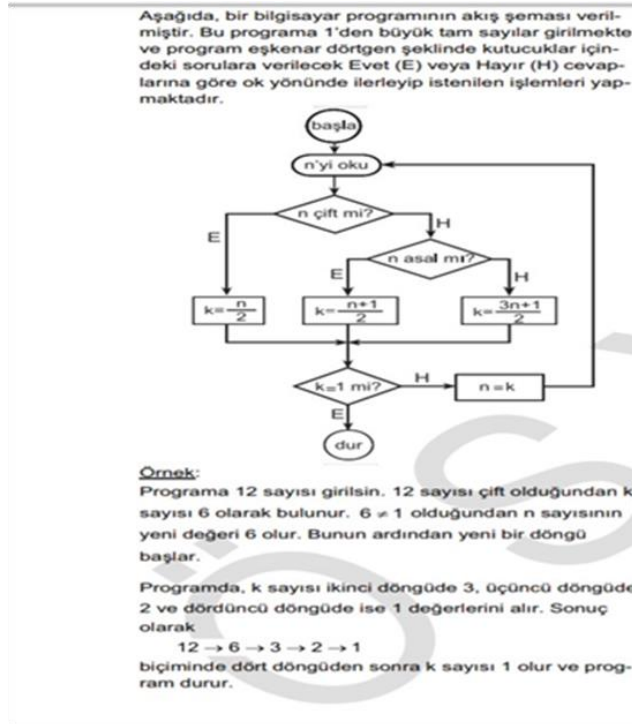 Aşağıda, bir bilgisayar programının akış şeması veril-
miştir. Bu programa 1'den büyük tam sayılar girilmekte
ve program eşkenar dörtgen şeklinde kutucuklar için-
deki sorulara verilecek Evet (E) veya Hayır (H) cevap-
larına göre ok yönünde ilerleyip istenilen işlemleri yap-
maktadır.
başla
n'yi oku
n çift mi?
E
H
n asal mı?
E
H
k=n/2
k=n+1/2
k=3n+1/2
k=1 mi?
H
n=k
E
dur
Örnek:
Programa 12 sayısı girilsin. 12 sayısı çift olduğundan k
sayısı 6 olarak bulunur. 6 ≠ 1 olduğundan n sayısının
yeni değeri 6 olur. Bunun ardından yeni bir döngü
başlar.
Programda, k sayısı ikinci döngüde 3, üçüncü döngüde
2 ve dördüncü döngüde ise 1 değerlerini alır. Sonuç
olarak
12 → 6 → 3 → 2 → 1
biçiminde dört döngüden sonra k sayısı 1 olur ve prog-
ram durur.